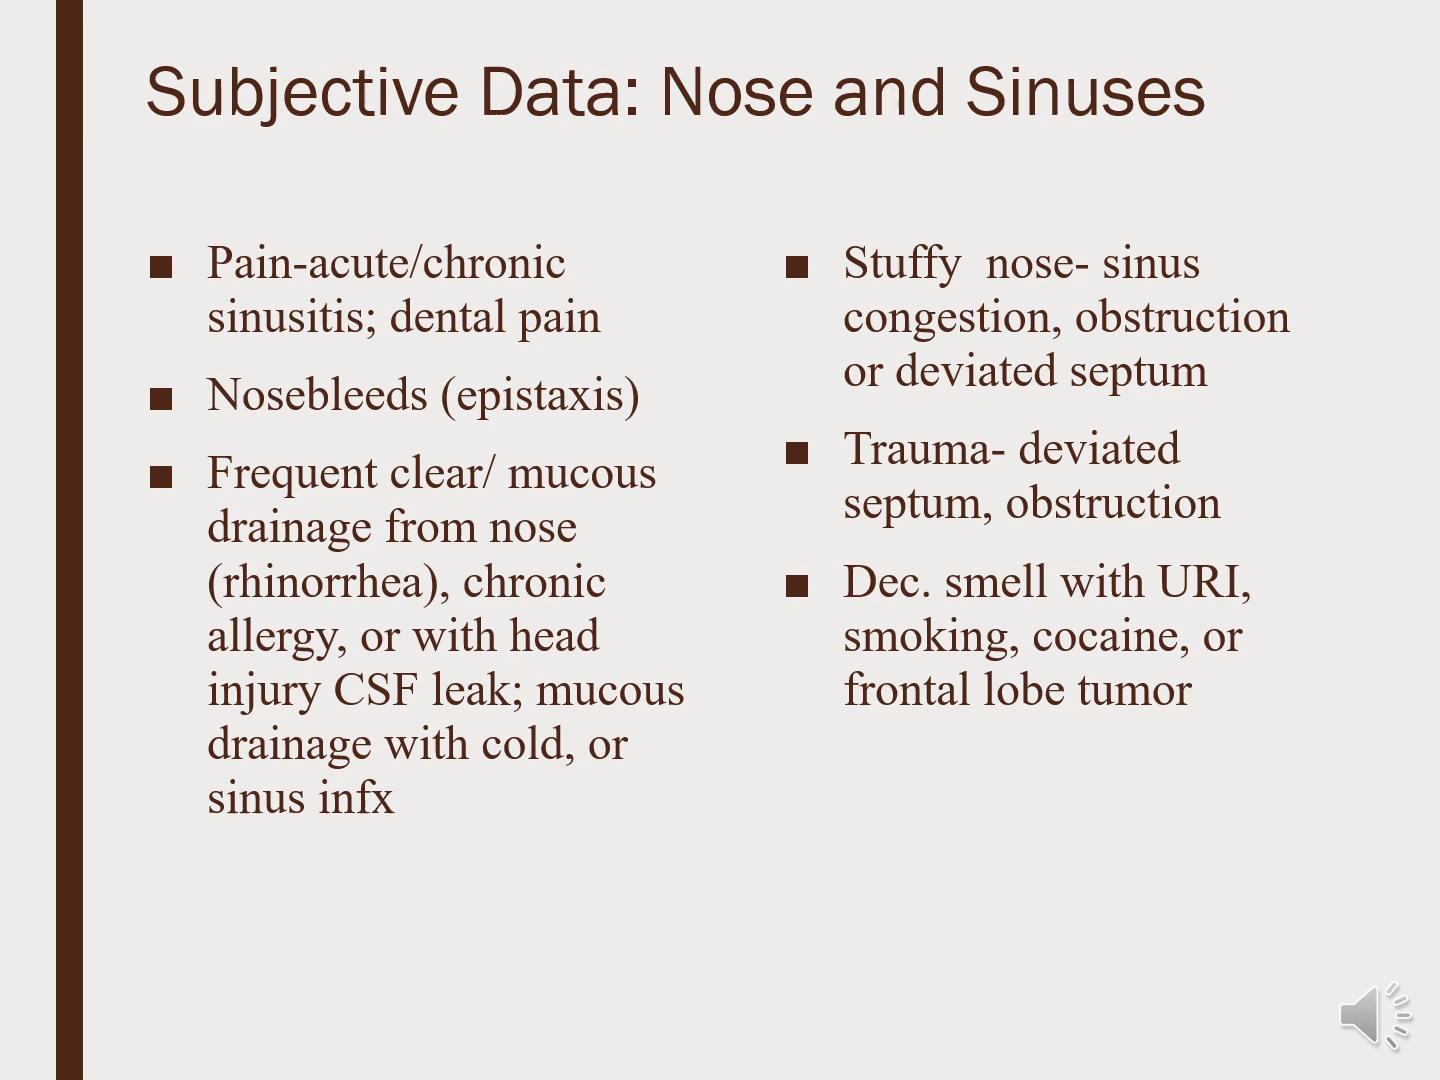 Subjective Data: Nose and Sinuses
■ Pain-acute/chronic
sinusitis; dental pain
■ Nosebleeds (epistaxis)
■ Frequent clear/ mucous
drainage from nose
(rhinorrhea), chronic
allergy, or with head
injury CSF leak; mucous
drainage with cold, or
sinus infx
■ Stuffy  nose- sinus
congestion, obstruction
or deviated septum
■ Trauma- deviated
septum, obstruction
■ Dec. smell with URI,
smoking, cocaine, or
frontal lobe tumor